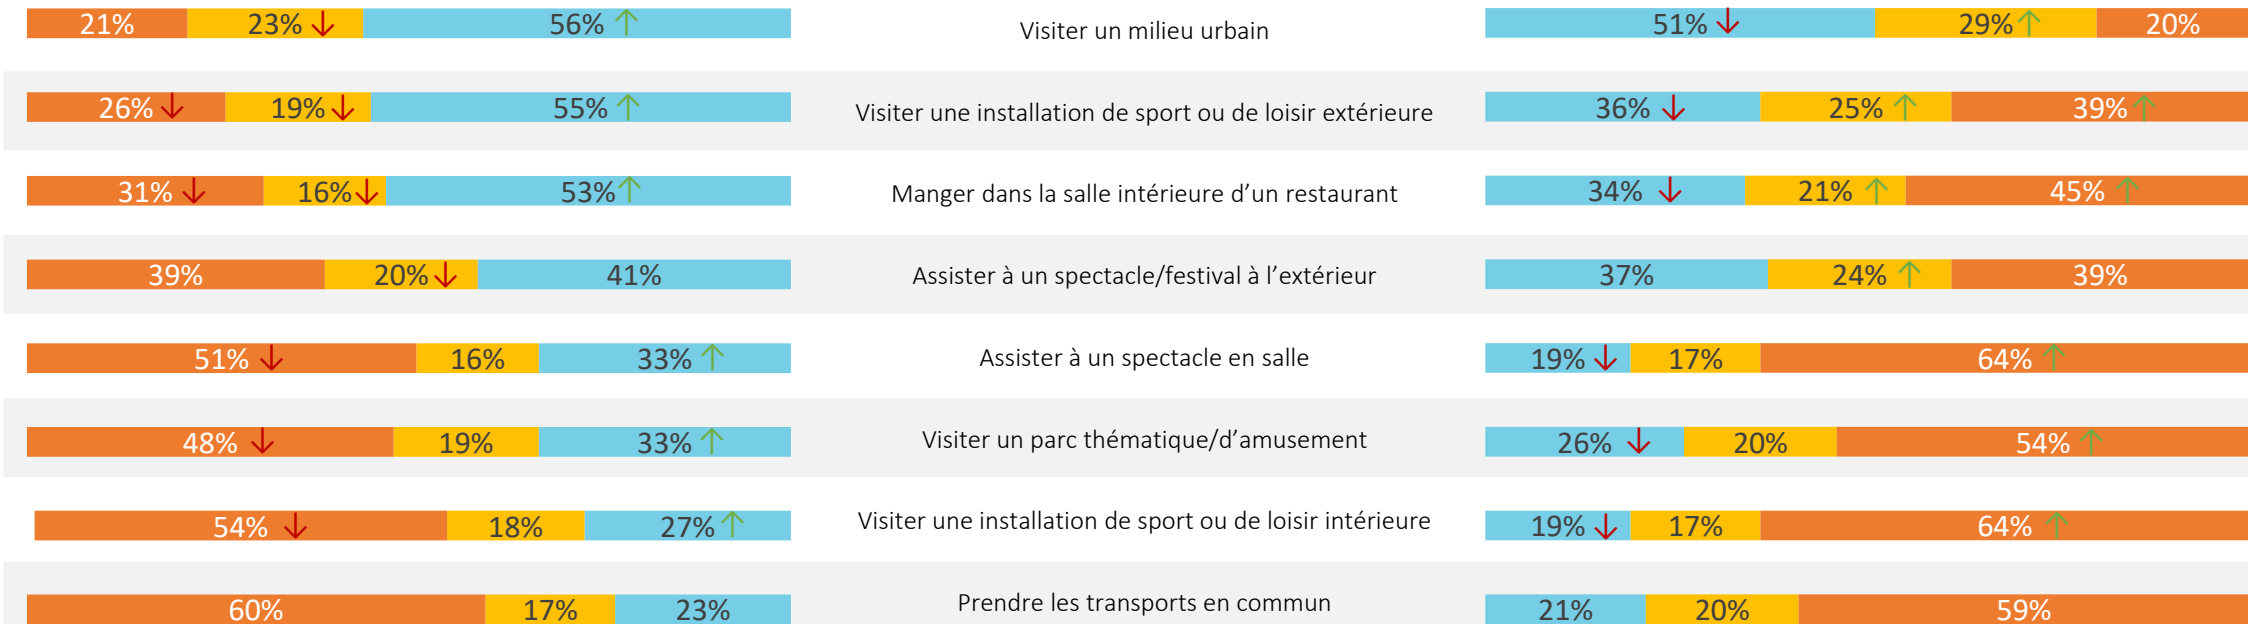 21% 23% ↓ 56% ↑ Visiter un milieu urbain 51% ↓ 29% ↑ 20%
26% ↓ 19% ↓ 55% ↑ Visiter une installation de sport ou de loisir extérieure 36% ↓ 25% ↑ 39% ↑
31% ↓ 16% ↓ 53% ↑ Manger dans la salle intérieure d’un restaurant 34% ↓ 21% ↑ 45% ↑
39% 20% ↓ 41% Assister à un spectacle/festival à l’extérieur 37% 24% ↑ 39%
51% ↓ 16% 33% ↑ Assister à un spectacle en salle 19% ↓ 17% 64% ↑
48% ↓ 19% 33% ↑ Visiter un parc thématique/d’amusement 26% ↓ 20% 54% ↑
54% ↓ 18% 27% ↑ Visiter une installation de sport ou de loisir intérieure 19% ↓ 17% 64% ↑
60% 17% 23% Prendre les transports en commun 21% 20% 59%